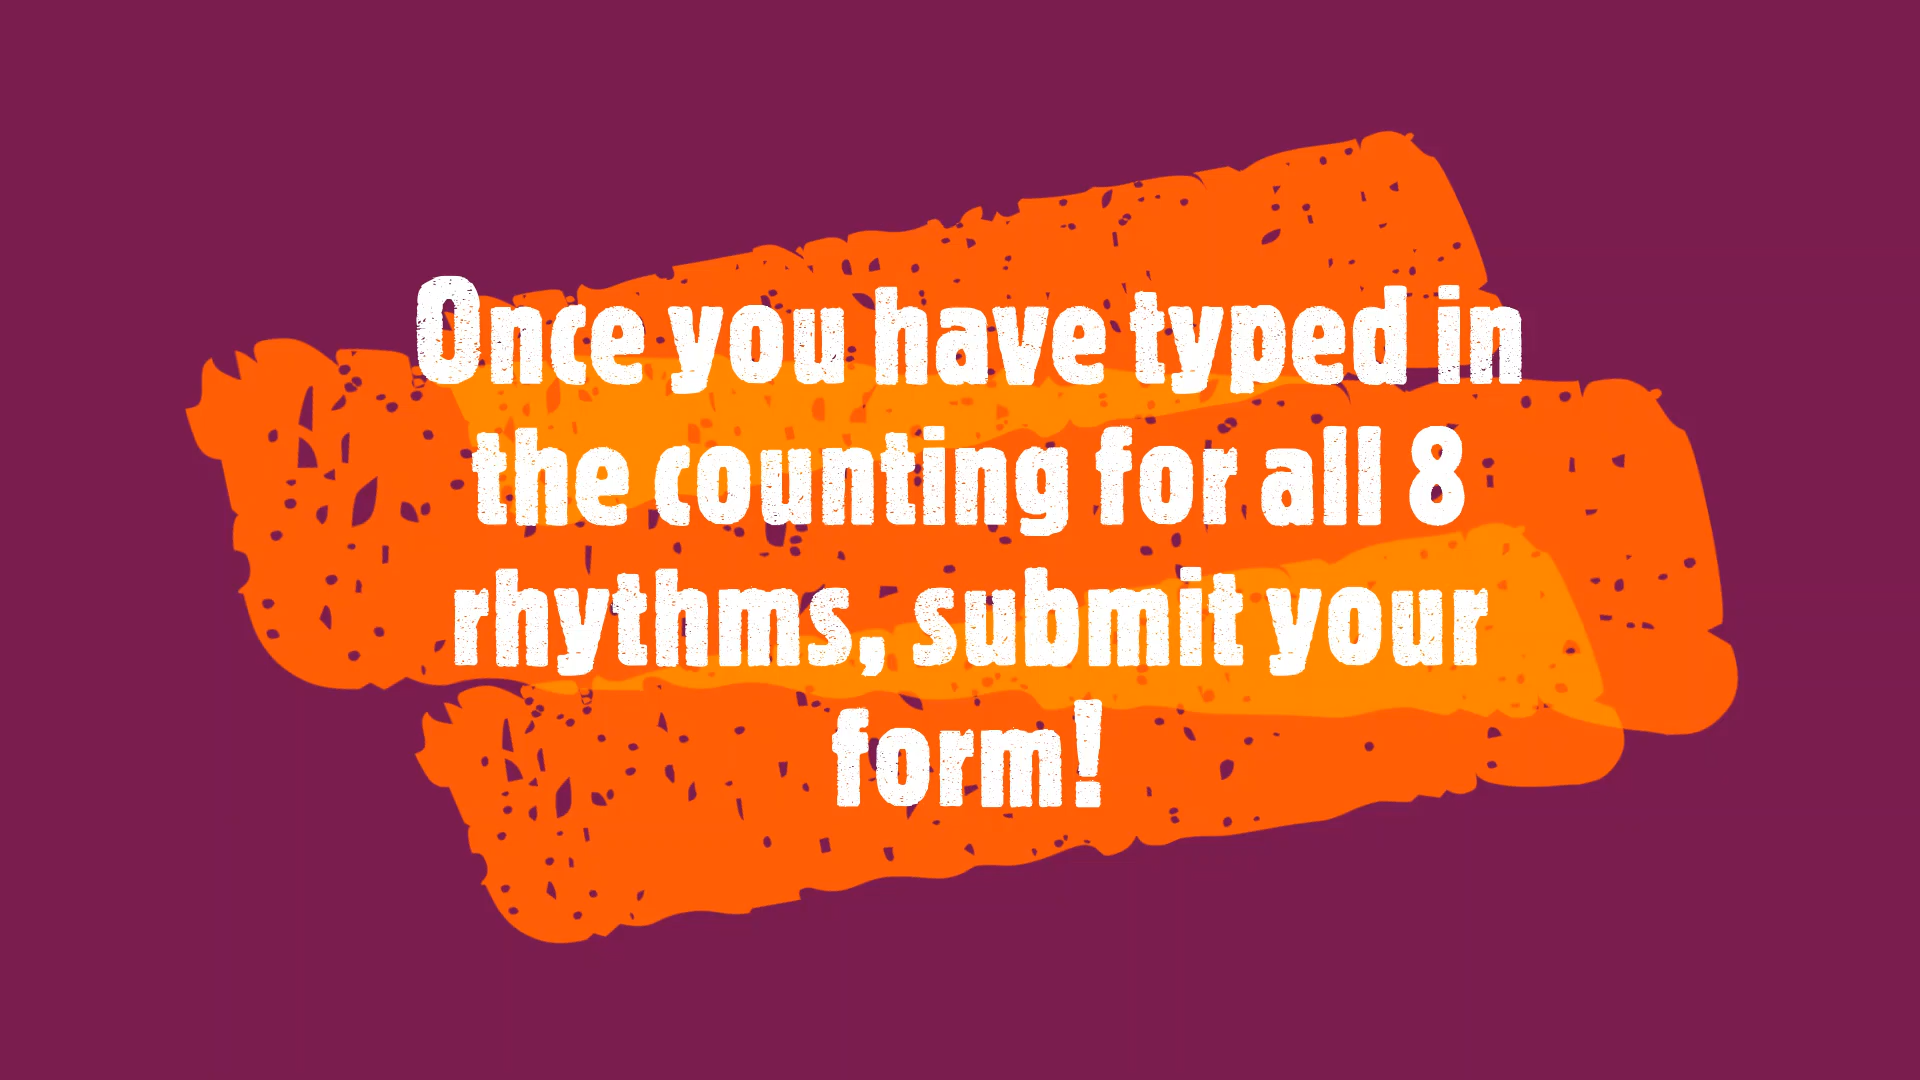 Once you have typed in
the counting for all 8
rhythms, submit your
form!